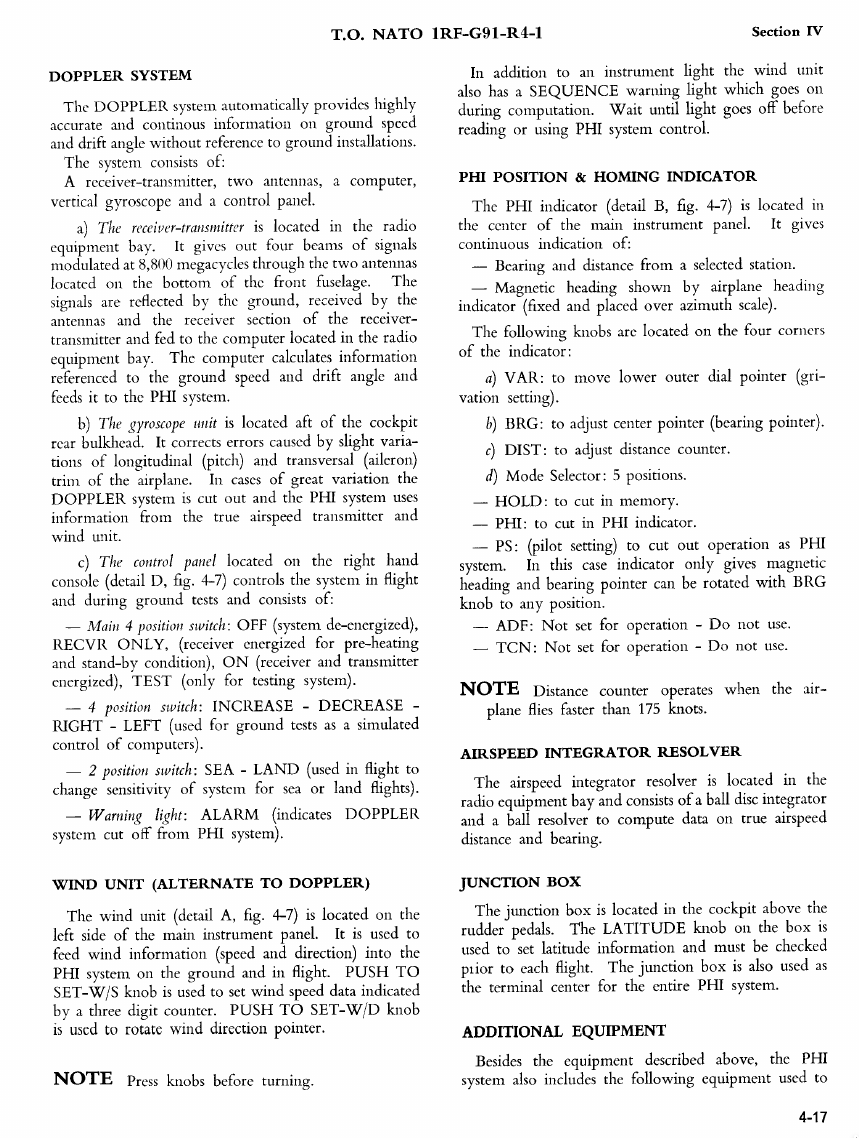 T.O. NATO 1RF-G91-R4-1
Section IV
DOPPLER SYSTEM
The DOPPLER system automatically provides highly
accurate and continous information on ground speed
and drift angle without reference to ground installations.
The system consists of:
A receiver-transmitter, two antennas, a computer,
vertical gyroscope and a control panel.
a) The receiver-transmitter is located in the radio
equipment bay. It gives out four beams of signals
modulated at 8,800 megacycles through the two antennas
located on the bottom of the front fuselage. The
signals are reflected by the ground, received by the
antennas and the receiver section of the receiver-
transmitter and fed to the computer located in the radio
equipment bay. The computer calculates information
referenced to the ground speed and drift angle and
feeds it to the PHI system.
b) The gyroscope unit is located aft of the cockpit
rear bulkhead. It corrects errors caused by slight varia-
tions of longitudinal (pitch) and transversal (aileron)
trim of the airplane. In cases of great variation the
DOPPLER system is cut out and the PHI system uses
information from the true airspeed transmitter and
wind unit.
c) The control panel located on the right hand
console (detail D, fig. 4-7) controls the system in flight
and during ground tests and consists of:
— Main 4 position switch: OFF (system de-energized),
RECVR ONLY, (receiver energized for pre-heating
and stand-by condition), ON (receiver and transmitter
energized), TEST (only for testing system).
— 4 position switch: INCREASE - DECREASE -
RIGHT - LEFT (used for ground tests as a simulated
control of computers).
— 2 position switch: SEA - LAND (used in flight to
change sensitivity of system for sea or land flights).
— Warning light: ALARM (indicates DOPPLER
system cut off from PHI system).
WIND UNIT (ALTERNATE TO DOPPLER)
The wind unit (detail A, fig. 4-7) is located on the
left side of the main instrument panel. It is used to
feed wind information (speed and direction) into the
PHI system on the ground and in flight. PUSH TO
SET-W/S knob is used to set wind speed data indicated
by a three digit counter. PUSH TO SET-W/D knob
is used to rotate wind direction pointer.
NOTE Press knobs before turning.
In addition to an instrument light the wind unit
also has a SEQUENCE warning light which goes on
during computation. Wait until light goes off before
reading or using PHI system control.
PHI POSITION & HOMING INDICATOR
The PHI indicator (detail B, fig. 4-7) is located in
the center of the main instrument panel. It gives
continuous indication of:
— Bearing and distance from a selected station.
— Magnetic heading shown by airplane heading
indicator (fixed and placed over azimuth scale).
The following knobs are located on the four corners
of the indicator:
a) VAR: to move lower outer dial pointer (gri-
vation setting).
b) BRG: to adjust center pointer (bearing pointer).
c) DIST: to adjust distance counter.
d) Mode Selector: 5 positions.
— HOLD: to cut in memory.
— PHI: to cut in PHI indicator.
— PS: (pilot setting) to cut out operation as PHI
system. In this case indicator only gives magnetic
heading and bearing pointer can be rotated with BRG
knob to any position.
— ADF: Not set for operation - Do not use.
— TCN: Not set for operation - Do not use.
NOTE Distance counter operates when the air-
plane flies faster than 175 knots.
AIRSPEED INTEGRATOR RESOLVER
The airspeed integrator resolver is located in the
radio equipment bay and consists of a ball disc integrator
and a ball resolver to compute data on true airspeed
distance and bearing.
JUNCTION BOX
The junction box is located in the cockpit above the
rudder pedals. The LATITUDE knob on the box is
used to set latitude information and must be checked
prior to each flight. The junction box is also used as
the terminal center for the entire PHI system.
ADDITIONAL EQUIPMENT
Besides the equipment described above, the PHI
system also includes the following equipment used to
4-17